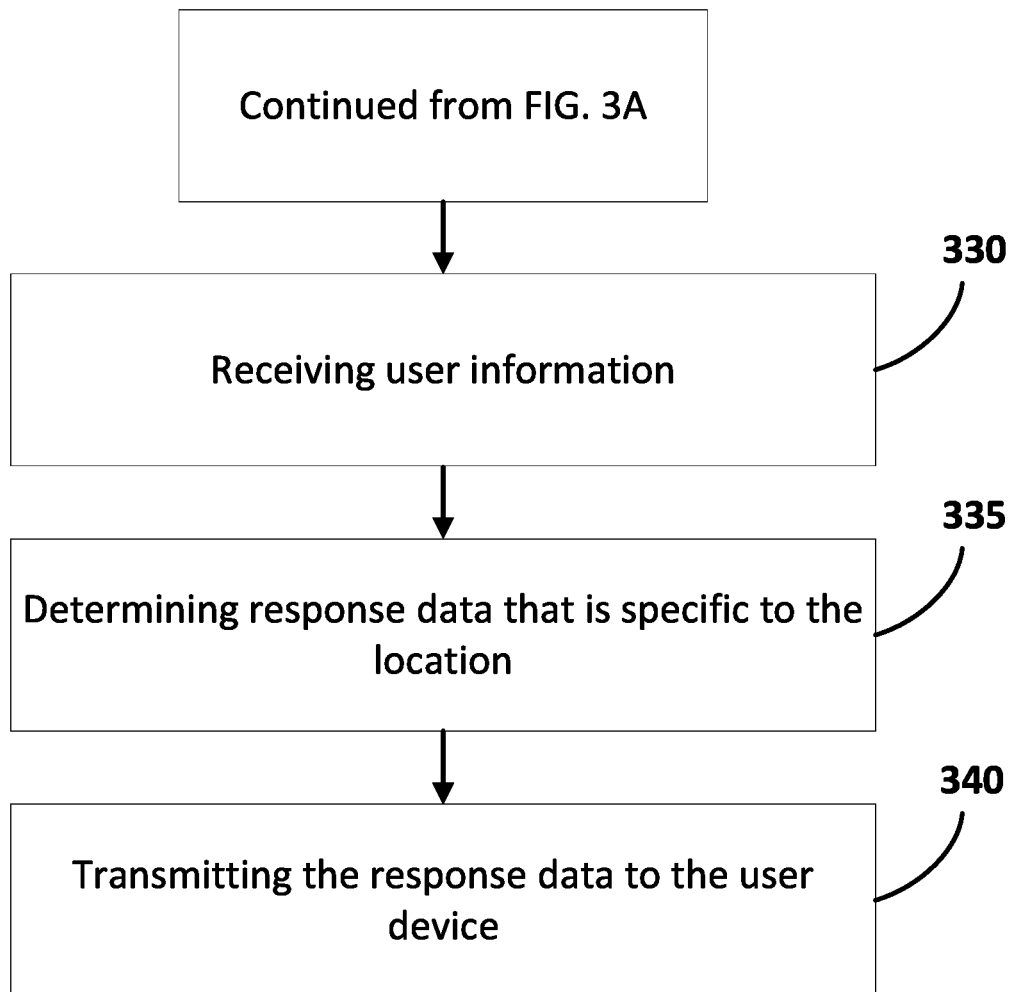 Continued from FIG. 3A
330
Receiving user information
335
Determining response data that is specific to the
location
340
Transmitting the response data to the user
device